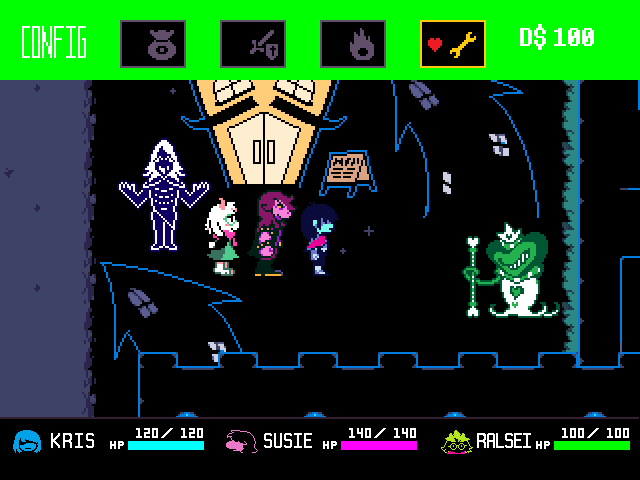 CONFIG
D$ 100
KRIS
HP
120/ 120
SUSIE
HP
140/ 140
RALSEI
HP
100/ 100